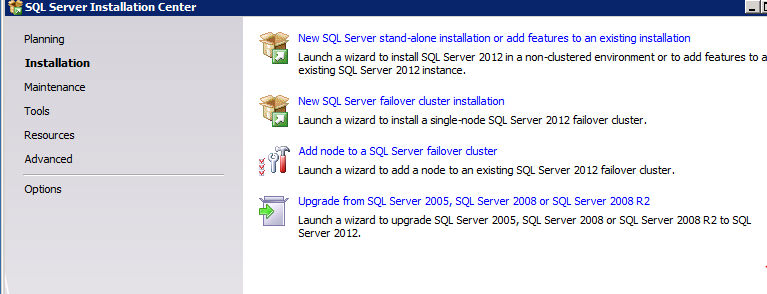 SQL Server Installation Center
Planning
Installation
Maintenance
Tools
Resources
Advanced
Options
New SQL Server stand-alone installation or add features to an existing installation
Launch a wizard to install SQL Server 2012 in a non-clustered environment or to add features to a
existing SQL Server 2012 instance.
New SQL Server failover cluster installation
Launch a wizard to install a single-node SQL Server 2012 failover cluster.
Add node to a SQL Server failover cluster
Launch a wizard to add a node to an existing SQL Server 2012 failover cluster.
Upgrade from SQL Server 2005, SQL Server 2008 or SQL Server 2008 R2
Launch a wizard to upgrade SQL Server 2005, SQL Server 2008 or SQL Server 2008 R2 to SQL
Server 2012.